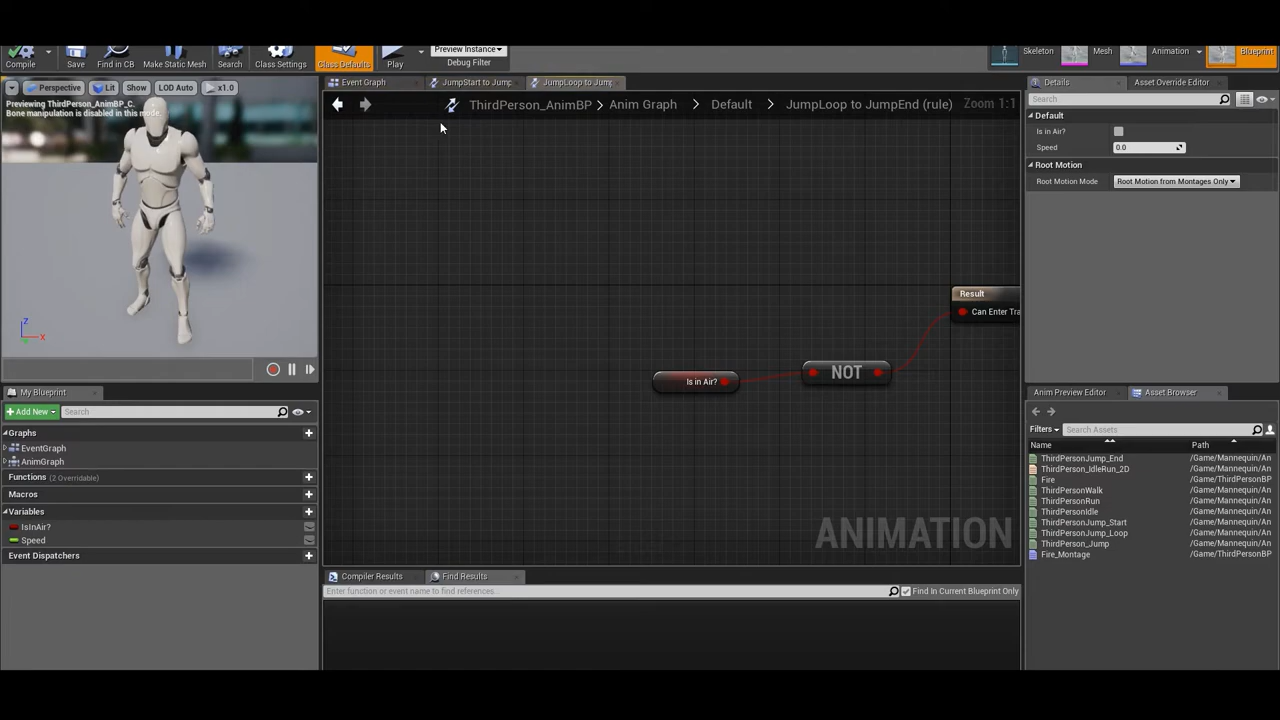 Compile
Save
Find in CB
Make Static Mesh
Search
Class Settings
Class Defaults
Play
Preview Instance
Debug Filter
Skeleton
Mesh
Animation
Blueprint
Perspective
Lit
Show
LOD Auto
x1.0
Previewing ThirdPerson_AnimBP_C.
Bone manipulation is disabled in this mode.
Z
X
Event Graph
JumpStart to Jump
JumpLoop to Jump
ThirdPerson_AnimBP > Anim Graph > Default > JumpLoop to JumpEnd (rule)
Zoom 1:1
Result
Can Enter Tra
Is in Air?
NOT
ANIMATION
My Blueprint
+Add New
Search
Graphs
EventGraph
AnimGraph
Functions (2 Overridable)
Macros
Variables
IsInAir?
Speed
Event Dispatchers
Compiler Results
Find Results
Enter function or event name to find references...
Find In Current Blueprint Only
Details
Asset Override Editor
Search
Default
Is in Air?
Speed
0.0
Root Motion
Root Motion Mode
Root Motion from Montages Only
Anim Preview Editor
Asset Browser
Filters
Search Assets
Name
Path
ThirdPersonJump_End /Game/Mannequin/An
ThirdPerson_IdleRun_2D /Game/Mannequin/An
Fire /Game/ThirdPersonBP
ThirdPersonWalk /Game/Mannequin/An
ThirdPersonRun /Game/Mannequin/An
ThirdPersonIdle /Game/Mannequin/An
ThirdPersonJump_Start /Game/Mannequin/An
ThirdPersonJump_Loop /Game/Mannequin/An
ThirdPerson_Jump /Game/Mannequin/An
Fire_Montage /Game/ThirdPersonBP